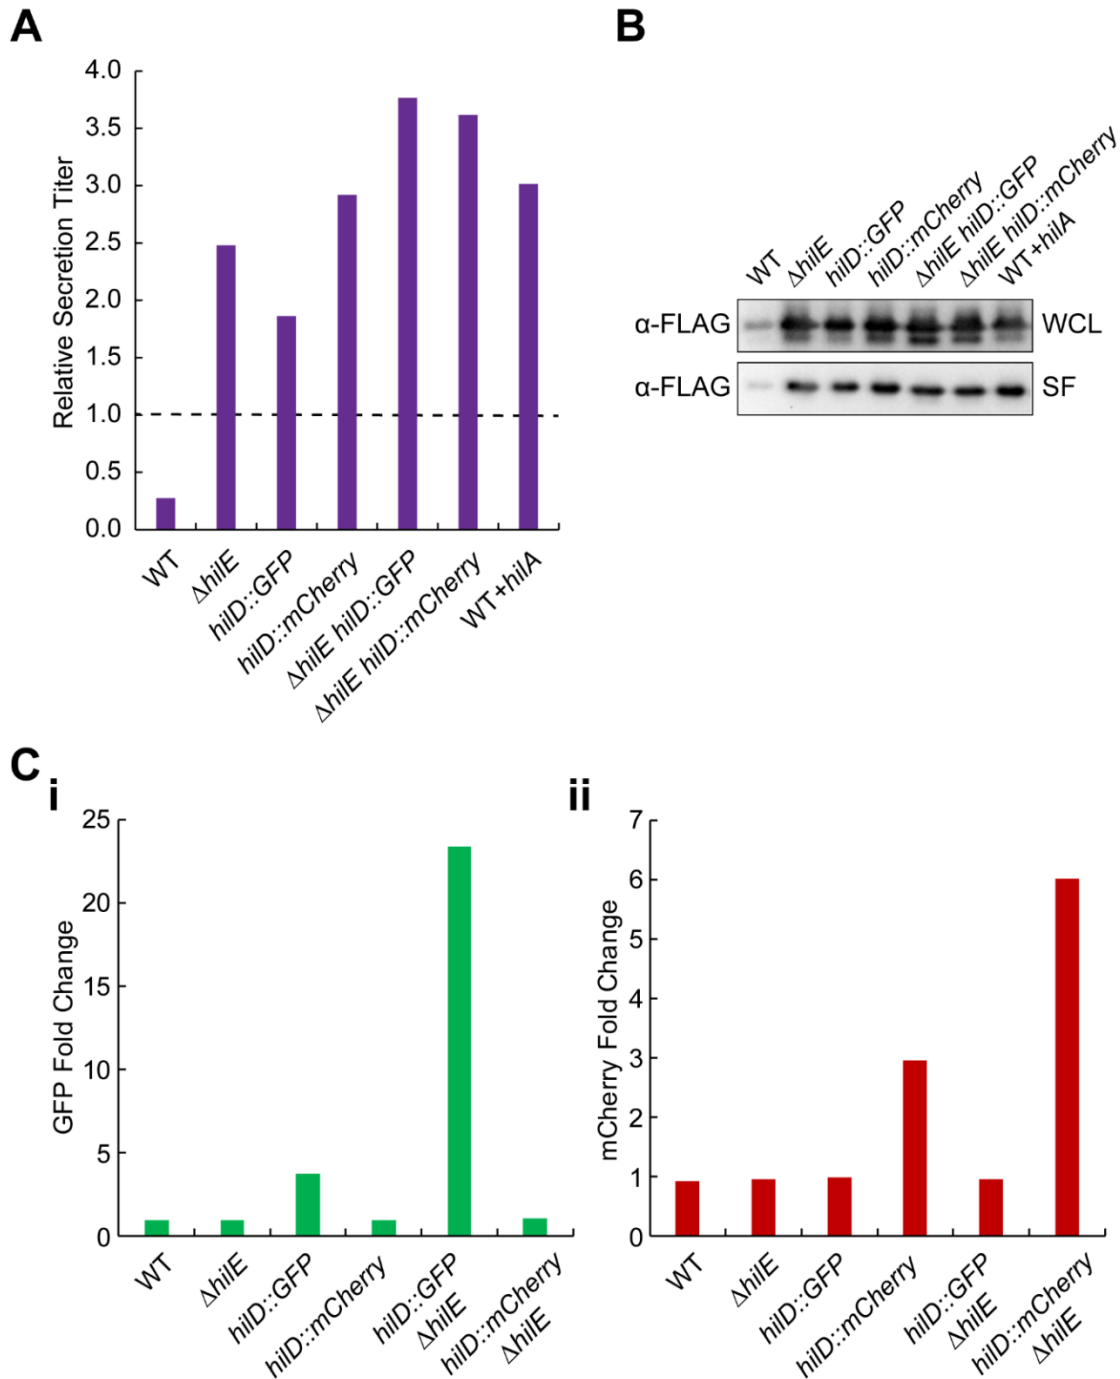 A
Relative Secretion Titer
4.0
3.5
3.0
2.5
2.0
1.5
1.0
0.5
0.0
WT
ΔhilE
hilD::GFP
hilD::mCherry
ΔhilE hilD::GFP
ΔhilE hilD::mCherry
WT+hilA
B
WT
ΔhilE
hilD::GFP
hilD::mCherry
ΔhilE hilD::GFP
ΔhilE hilD::mCherry
WT+hilA
α-FLAG
WCL
α-FLAG
SF
C
i
GFP Fold Change
25
20
15
10
5
0
WT
ΔhilE
hilD::GFP
hilD::mCherry
hilD::GFP
ΔhilE
hilD::mCherry
ΔhilE
ii
mCherry Fold Change
7
6
5
4
3
2
1
0
WT
ΔhilE
hilD::GFP
hilD::mCherry
hilD::GFP
ΔhilE
hilD::mCherry
ΔhilE